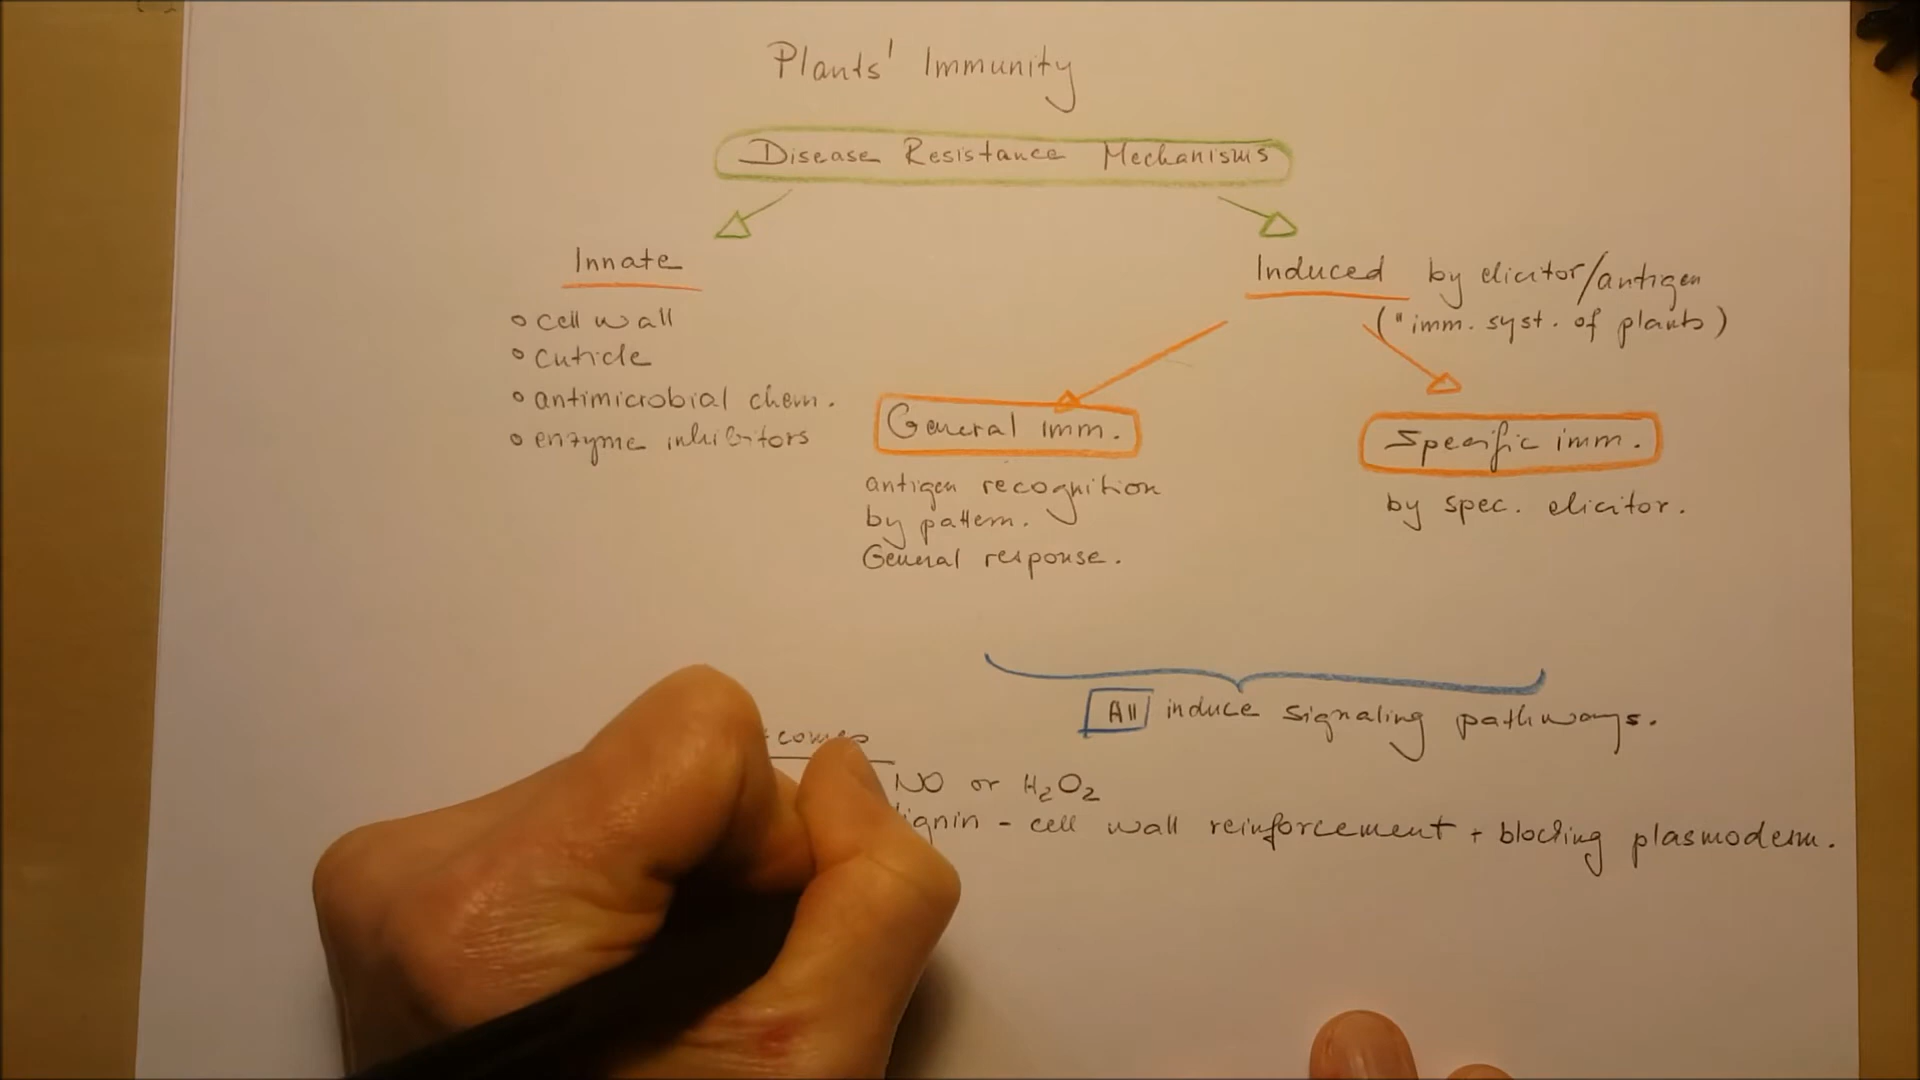 Plants' Immunity
Disease Resistance Mechanisms
Innate
cell wall
cuticle
antimicrobial chem.
enzyme inhibitors
Induced by elicitor/antigen
("imm. syst. of plants)
General imm.
antigen recognition
by pattern.
General response.
Specific imm.
by spec. elicitor.
All induce signaling pathways.
comes
NO or H₂O₂
lignin - cell wall reinforcement + blocking plasmodesm.